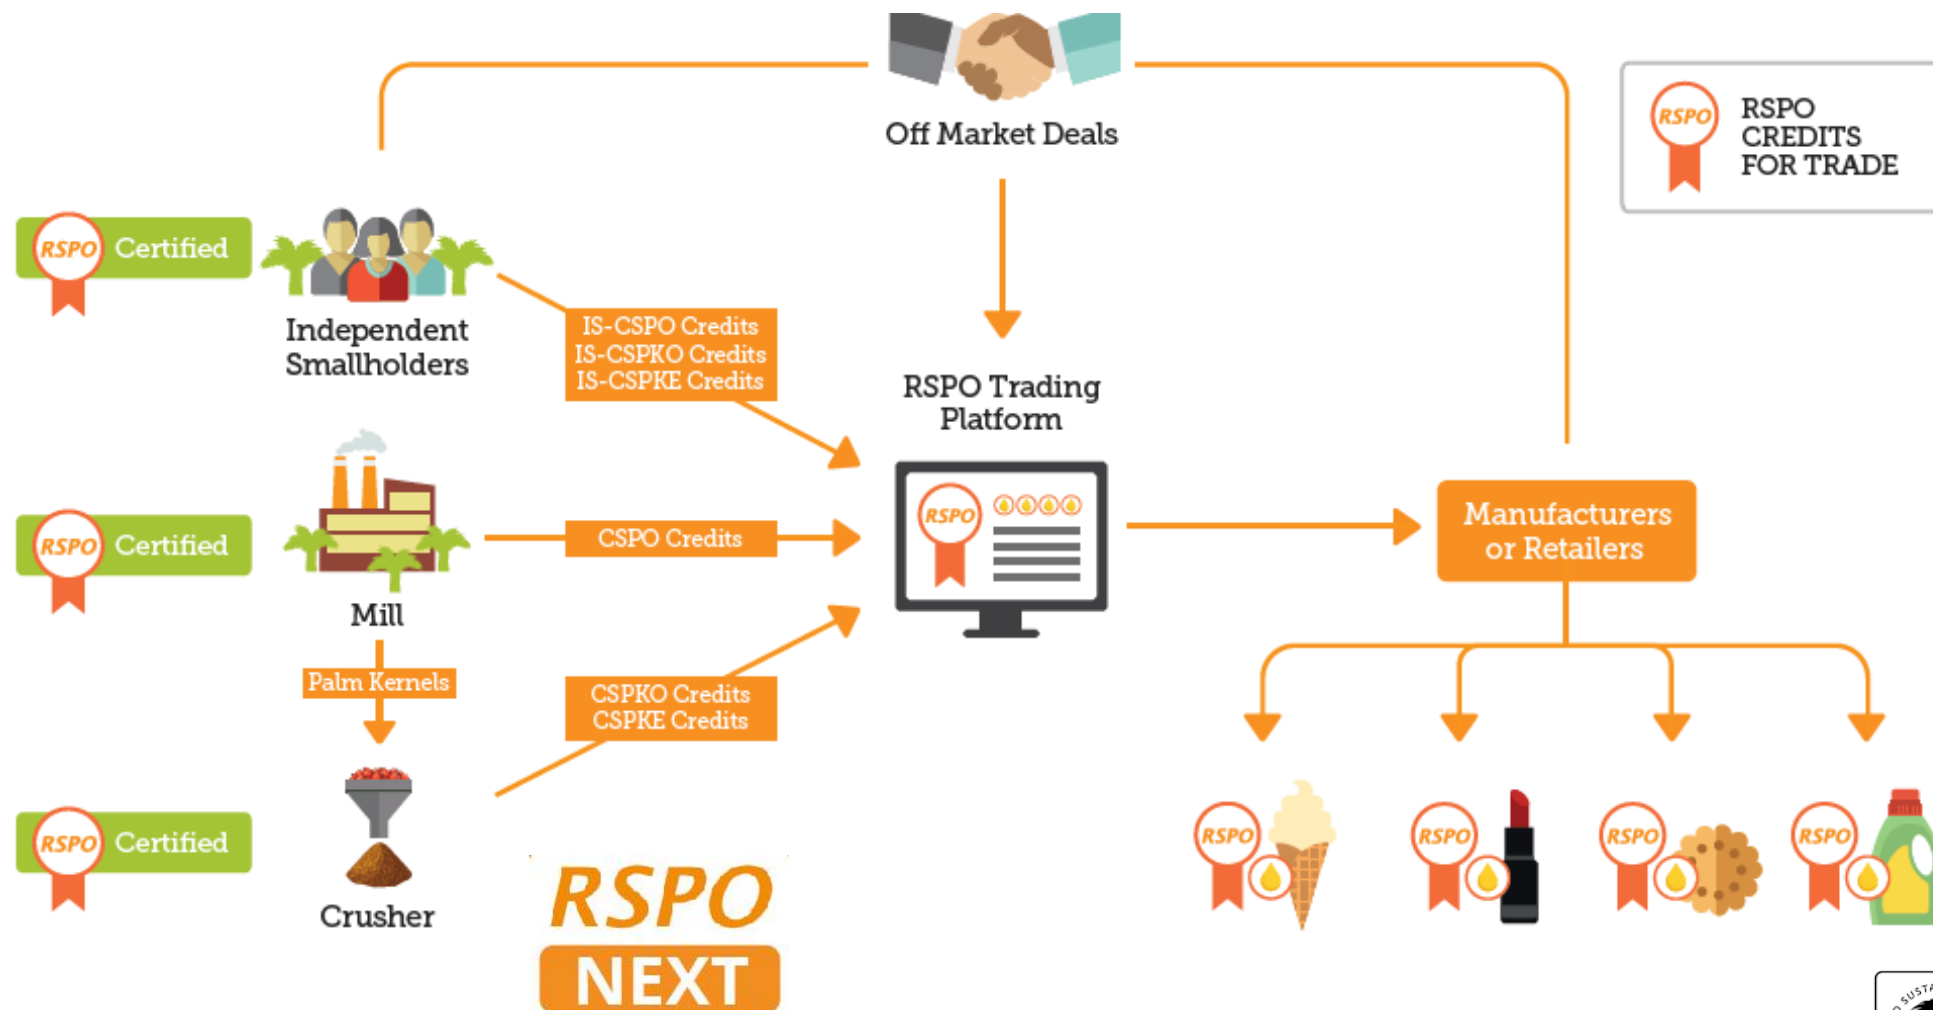 Off Market Deals
RSPO
RSPO
CREDITS
FOR TRADE
RSPO
Certified
Independent
Smallholders
IS-CSPO Credits
IS-CSPKO Credits
IS-CSPKE Credits
RSPO Trading
Platform
RSPO
RSPO
Certified
Mill
CSPO Credits
Manufacturers
or Retailers
Palm Kernels
CSPKO Credits
CSPKE Credits
RSPO
Certified
Crusher
RSPO
NEXT
RSPO
RSPO
RSPO
RSPO